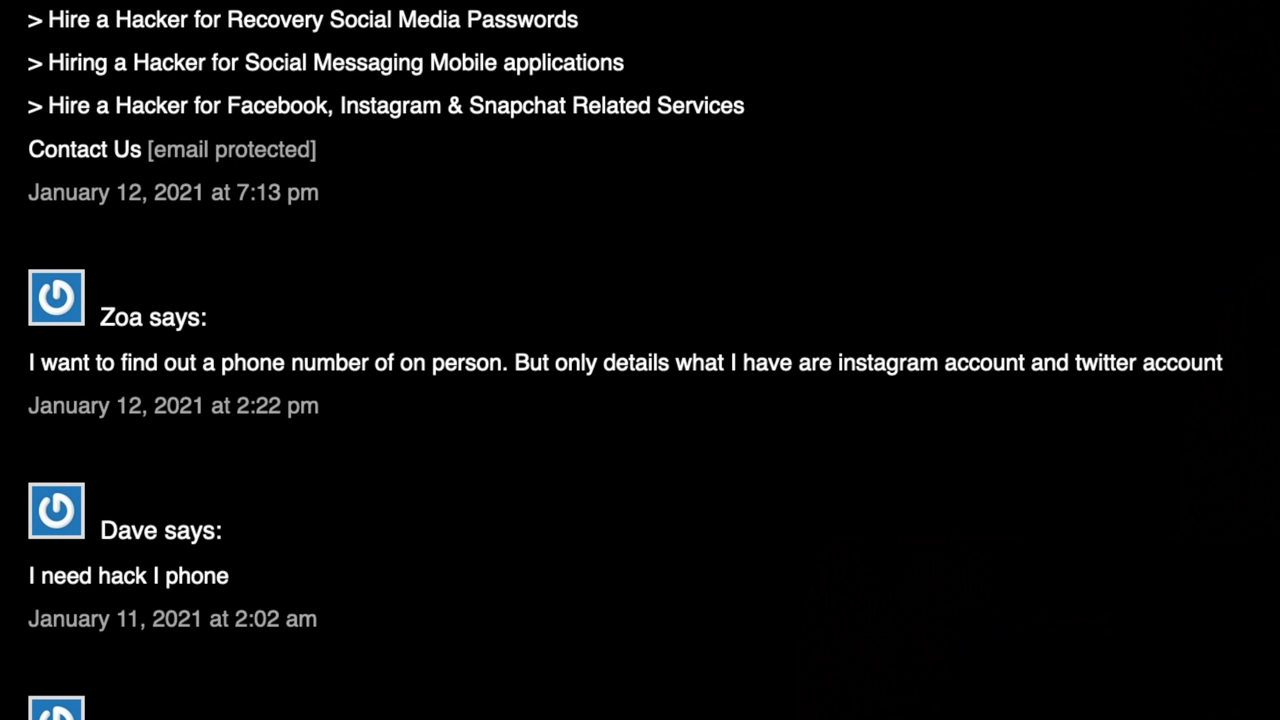 > Hire a Hacker for Recovery Social Media Passwords
> Hiring a Hacker for Social Messaging Mobile applications
> Hire a Hacker for Facebook, Instagram & Snapchat Related Services
Contact Us [email protected]
January 12, 2021 at 7:13 pm
Zoa says:
I want to find out a phone number of on person. But only details what I have are instagram account and twitter account
January 12, 2021 at 2:22 pm
Dave says:
I need hack I phone
January 11, 2021 at 2:02 am